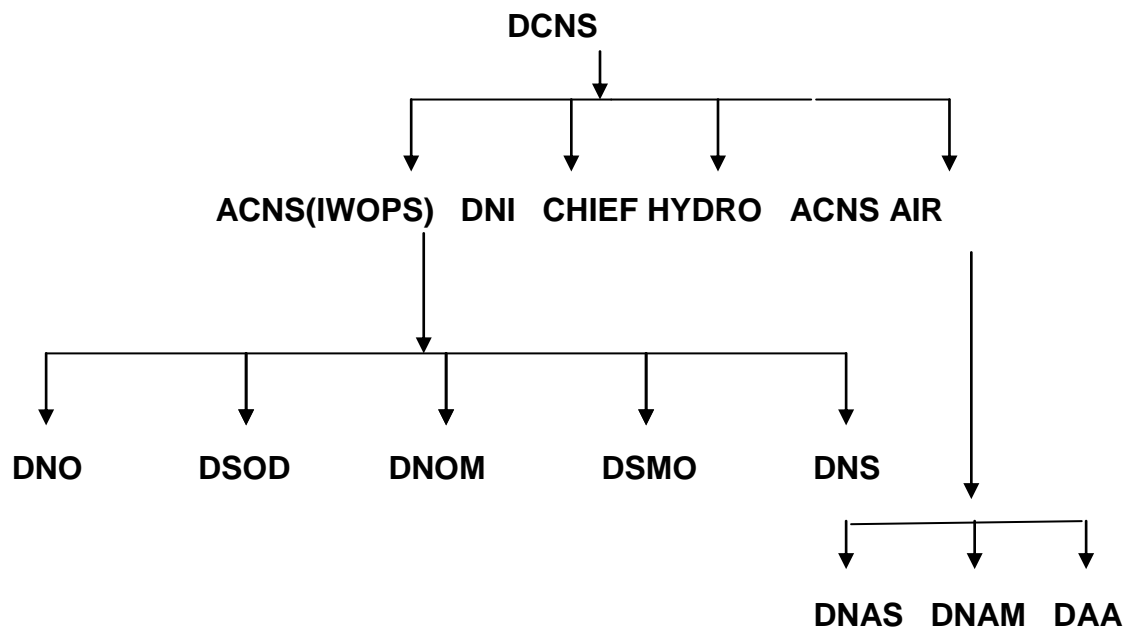 DCNS
ACNS(IWOPS) DNI CHIEF HYDRO ACNS AIR
DNO DSOD DNOM DSMO DNS
DNAS DNAM DAA